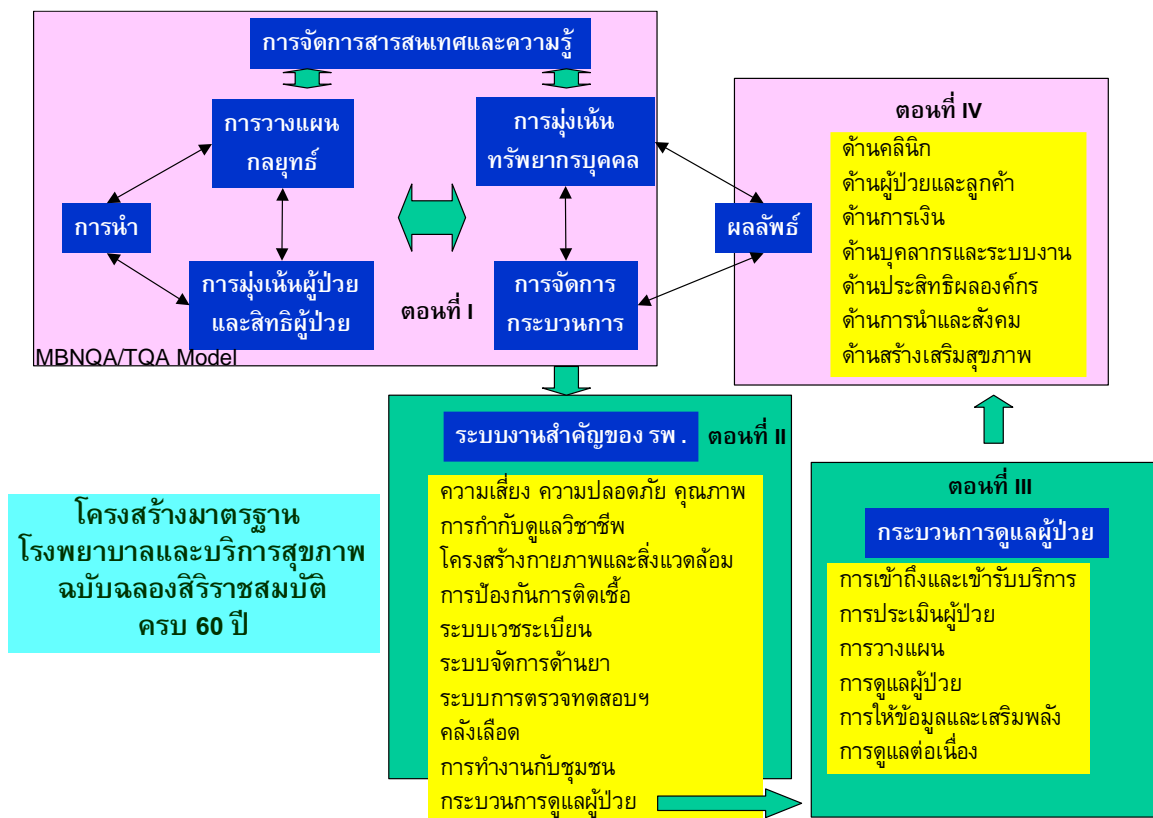 การจัดการสารสนเทศและความรู้
การวางแผน
กลยุทธ์
การมุ่งเน้น
ทรัพยากรบุคคล
การนำ
การมุ่งเน้นผู้ป่วย
และสิทธิผู้ป่วย
ตอนที่ I
การจัดการ
กระบวนการ
ผลลัพธ์
MBNQA/TQA Model
ตอนที่ IV
ด้านคลินิก
ด้านผู้ป่วยและลูกค้า
ด้านการเงิน
ด้านบุคลากรและระบบงาน
ด้านประสิทธิผลองค์กร
ด้านการนำและสังคม
ด้านสร้างเสริมสุขภาพ
ระบบงานสำคัญของ รพ .
ตอนที่ II
ความเสี่ยง ความปลอดภัย คุณภาพ
การกำกับดูแลวิชาชีพ
โครงสร้างกายภาพและสิ่งแวดล้อม
การป้องกันการติดเชื้อ
ระบบเวชระเบียน
ระบบจัดการด้านยา
ระบบการตรวจทดสอบฯ
คลังเลือด
การทำงานกับชุมชน
กระบวนการดูแลผู้ป่วย
ตอนที่ III
กระบวนการดูแลผู้ป่วย
การเข้าถึงและเข้ารับบริการ
การประเมินผู้ป่วย
การวางแผน
การดูแลผู้ป่วย
การให้ข้อมูลและเสริมพลัง
การดูแลต่อเนื่อง
โครงสร้างมาตรฐาน
โรงพยาบาลและบริการสุขภาพ
ฉบับฉลองสิริราชสมบัติ
ครบ 60 ปี